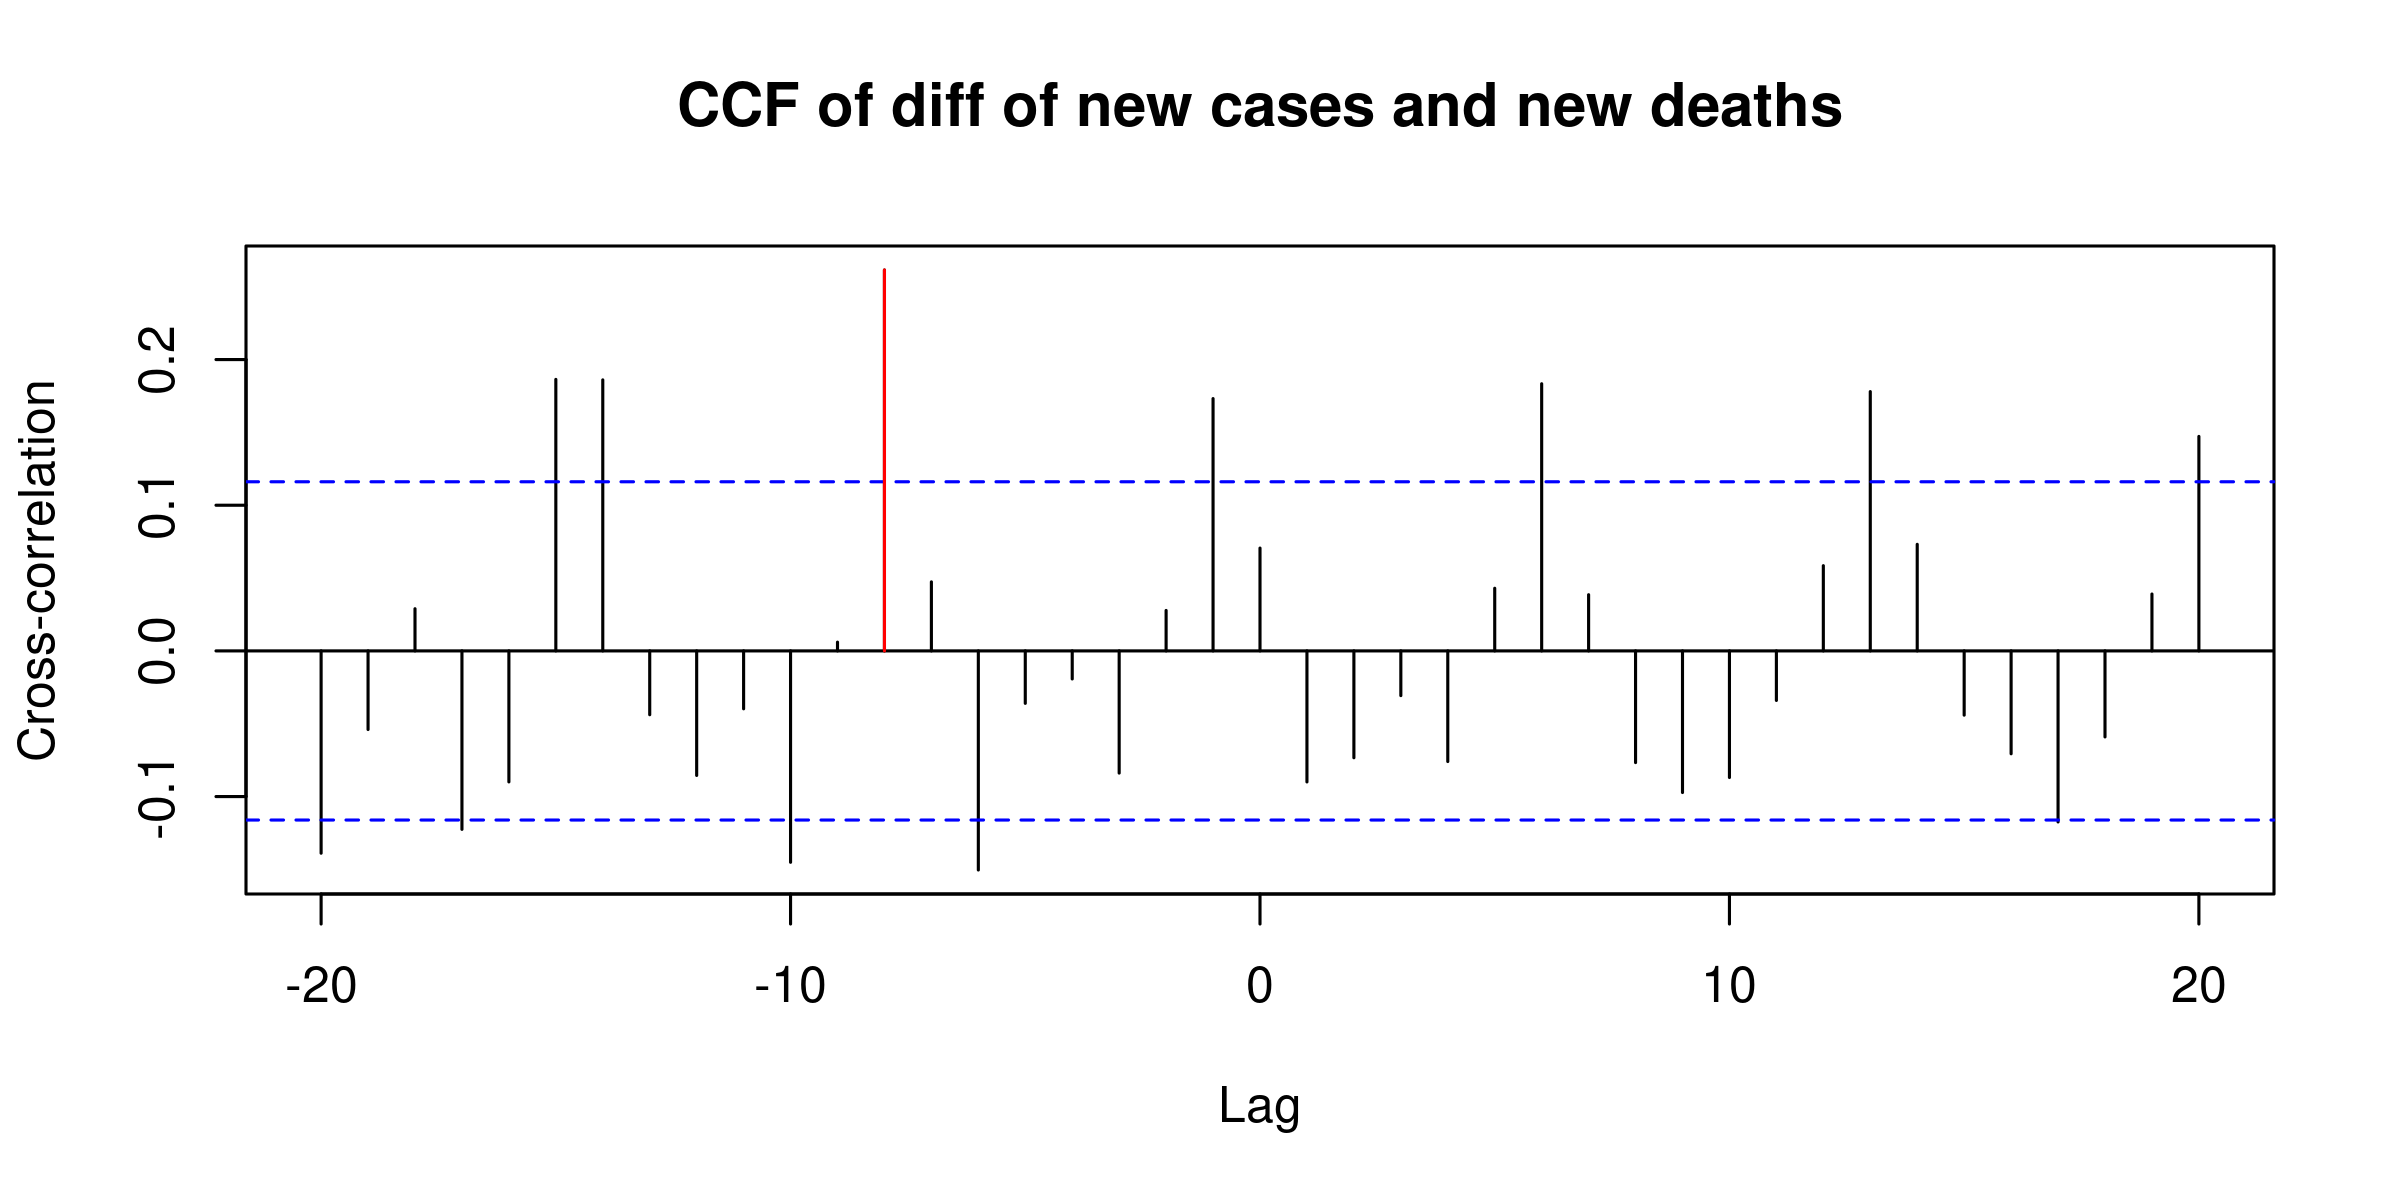 CCF of diff of new cases and new deaths
Cross-correlation
0.2
0.1
0.0
-0.1
-20 -10 0 10 20
Lag